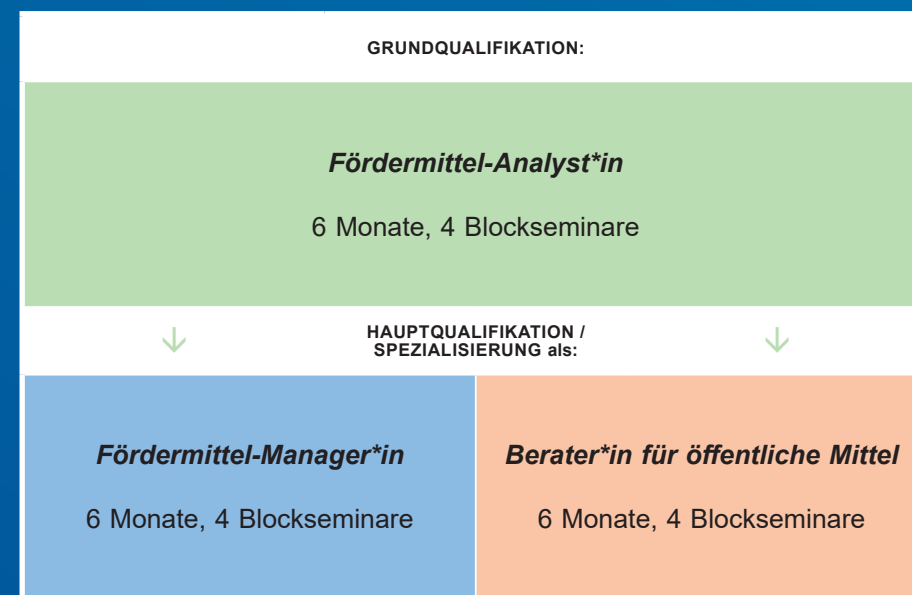 GRUNDQUALIFIKATION:
Fördermittel-Analyst*in
6 Monate, 4 Blockseminare
HAUPTQUALIFIKATION /
SPEZIALISIERUNG als:
Fördermittel-Manager*in
6 Monate, 4 Blockseminare
Berater*in für öffentliche Mittel
6 Monate, 4 Blockseminare